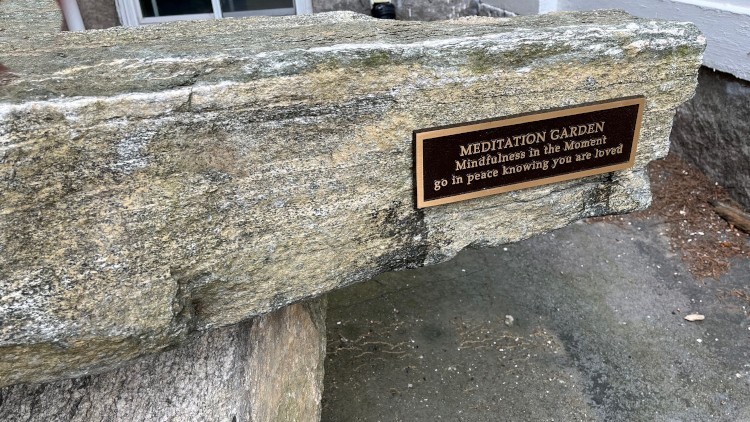 MEDITATION GARDEN
Mindfulness in the Moment
go in peace knowing you are loved